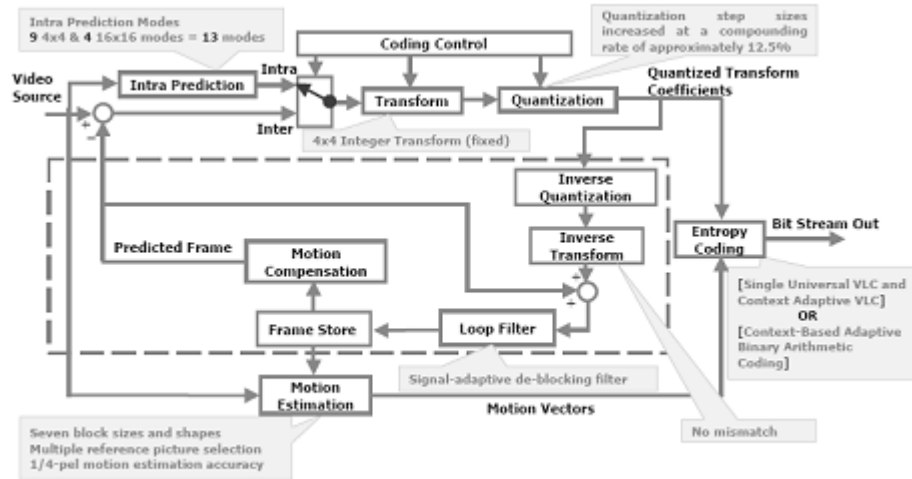 Intra Prediction Modes
9 4x4 & 4 16x16 modes = 13 modes
Quantization step sizes
increased at a compounding
rate of approximately 12.5%
Coding Control
Video
Source
Intra
Intra Prediction
Transform
Quantization
Quantized Transform
Coefficients
+
−
Inter
4x4 Integer Transform (fixed)
Inverse
Quantization
Predicted Frame
Motion
Compensation
Inverse
Transform
Entropy
Coding
Bit Stream Out
+
+
Frame Store
Loop Filter
[Single Universal VLC and
Context Adaptive VLC]
OR
[Context-Based Adaptive
Binary Arithmetic
Coding]
Signal-adaptive de-blocking filter
Motion
Estimation
Motion Vectors
No mismatch
Seven block sizes and shapes
Multiple reference picture selection
1/4-pel motion estimation accuracy